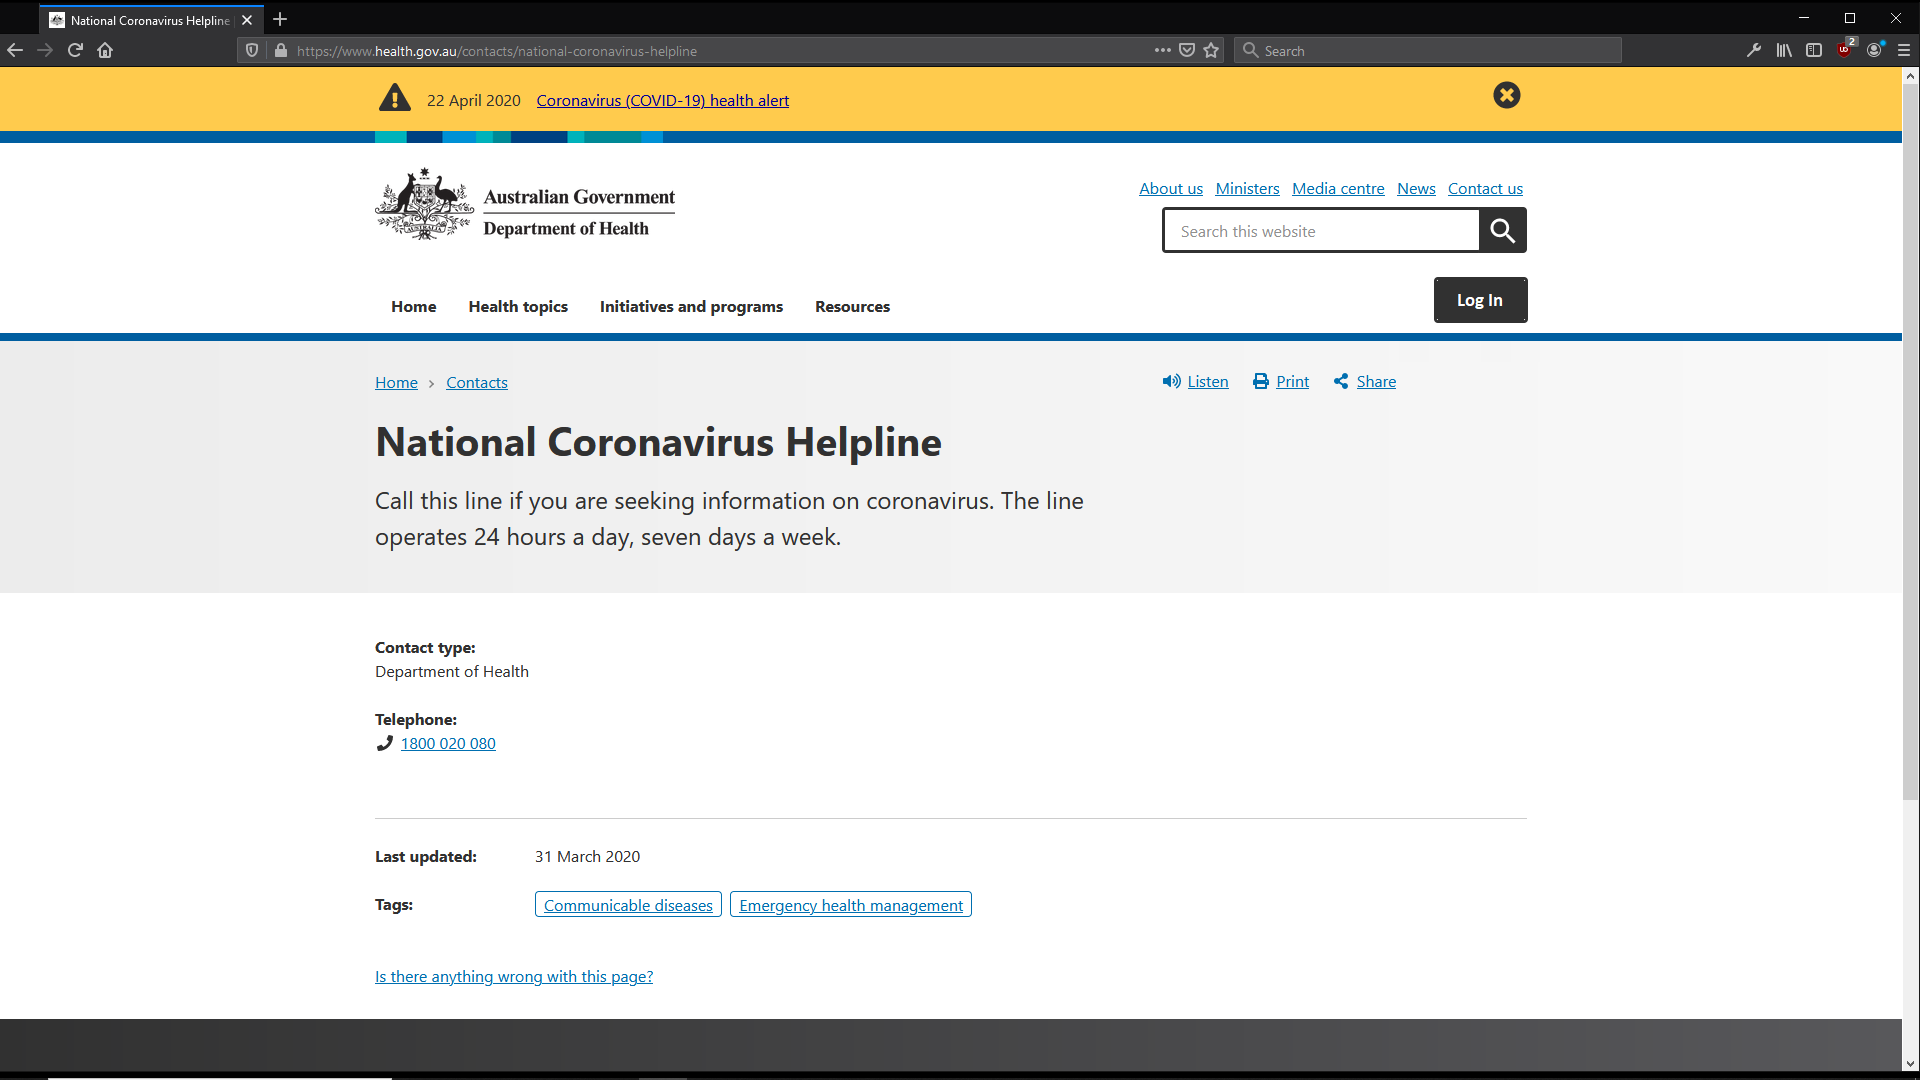 National Coronavirus Helpline
https://www.health.gov.au/contacts/national-coronavirus-helpline
Search
2
22 April 2020 Coronavirus (COVID-19) health alert
Australian Government
Department of Health
About us Ministers Media centre News Contact us
Search this website
Home Health topics Initiatives and programs Resources
Log In
Home > Contacts
Listen Print Share
National Coronavirus Helpline
Call this line if you are seeking information on coronavirus. The line
operates 24 hours a day, seven days a week.
Contact type:
Department of Health
Telephone:
1800 020 080
Last updated: 31 March 2020
Tags: Communicable diseases Emergency health management
Is there anything wrong with this page?